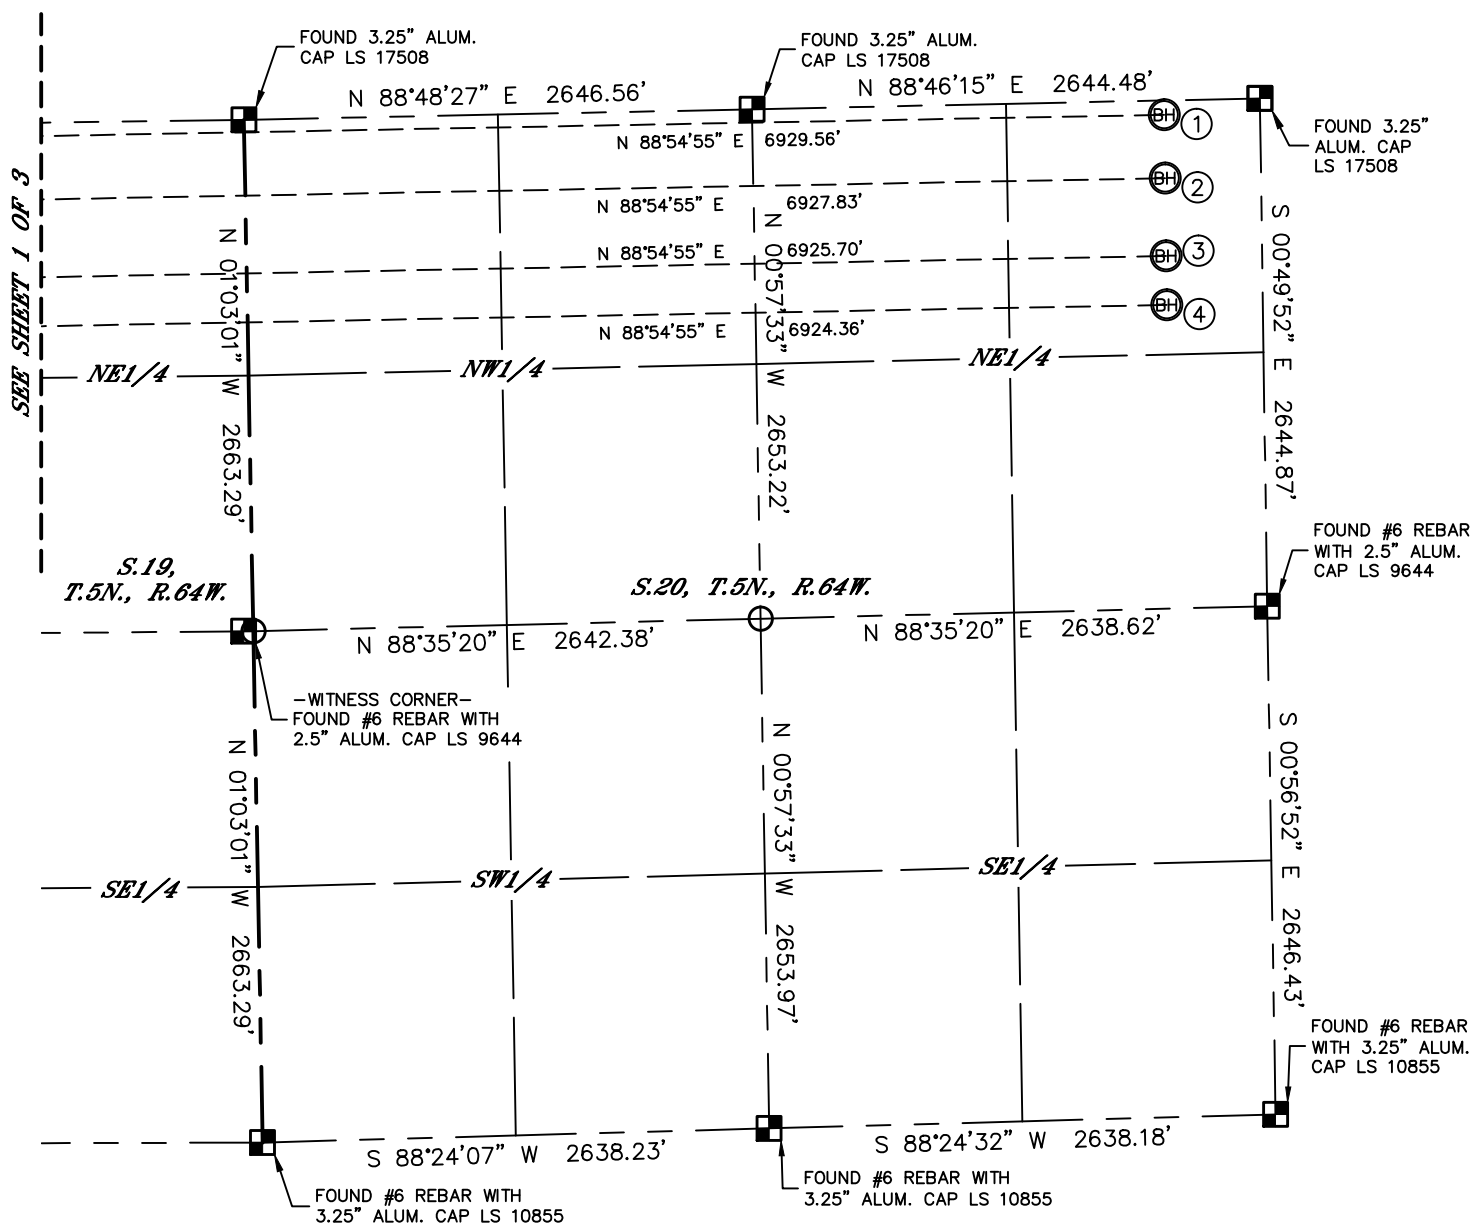 FOUND 3.25" ALUM.
CAP LS 17508
FOUND 3.25" ALUM.
CAP LS 17508
N 88°48'27" E 2646.56'
N 88°46'15" E 2644.48'
FOUND 3.25"
ALUM. CAP
LS 17508
BH 1
N 88°54'55" E 6929.56'
BH 2
N 88°54'55" E 6927.83'
BH 3
N 88°54'55" E 6925.70'
BH 4
N 88°54'55" E 6924.36'
SEE SHEET 1 OF 3
N 01°03'01" W 2663.29'
N 00°57'33" W 2653.22'
S 00°49'52" E 2644.87'
NE1/4
NW1/4
NE1/4
FOUND #6 REBAR
WITH 2.5" ALUM.
CAP LS 9644
S.19,
T.5N., R.64W.
S.20, T.5N., R.64W.
N 88°35'20" E 2642.38'
N 88°35'20" E 2638.62'
-WITNESS CORNER-
FOUND #6 REBAR WITH
2.5" ALUM. CAP LS 9644
N 01°03'01" W 2663.29'
N 00°57'33" W 2653.97'
S 00°56'52" E 2646.43'
SE1/4
SW1/4
SE1/4
FOUND #6 REBAR
WITH 3.25" ALUM.
CAP LS 10855
S 88°24'07" W 2638.23'
S 88°24'32" W 2638.18'
FOUND #6 REBAR WITH
3.25" ALUM. CAP LS 10855
FOUND #6 REBAR WITH
3.25" ALUM. CAP LS 10855